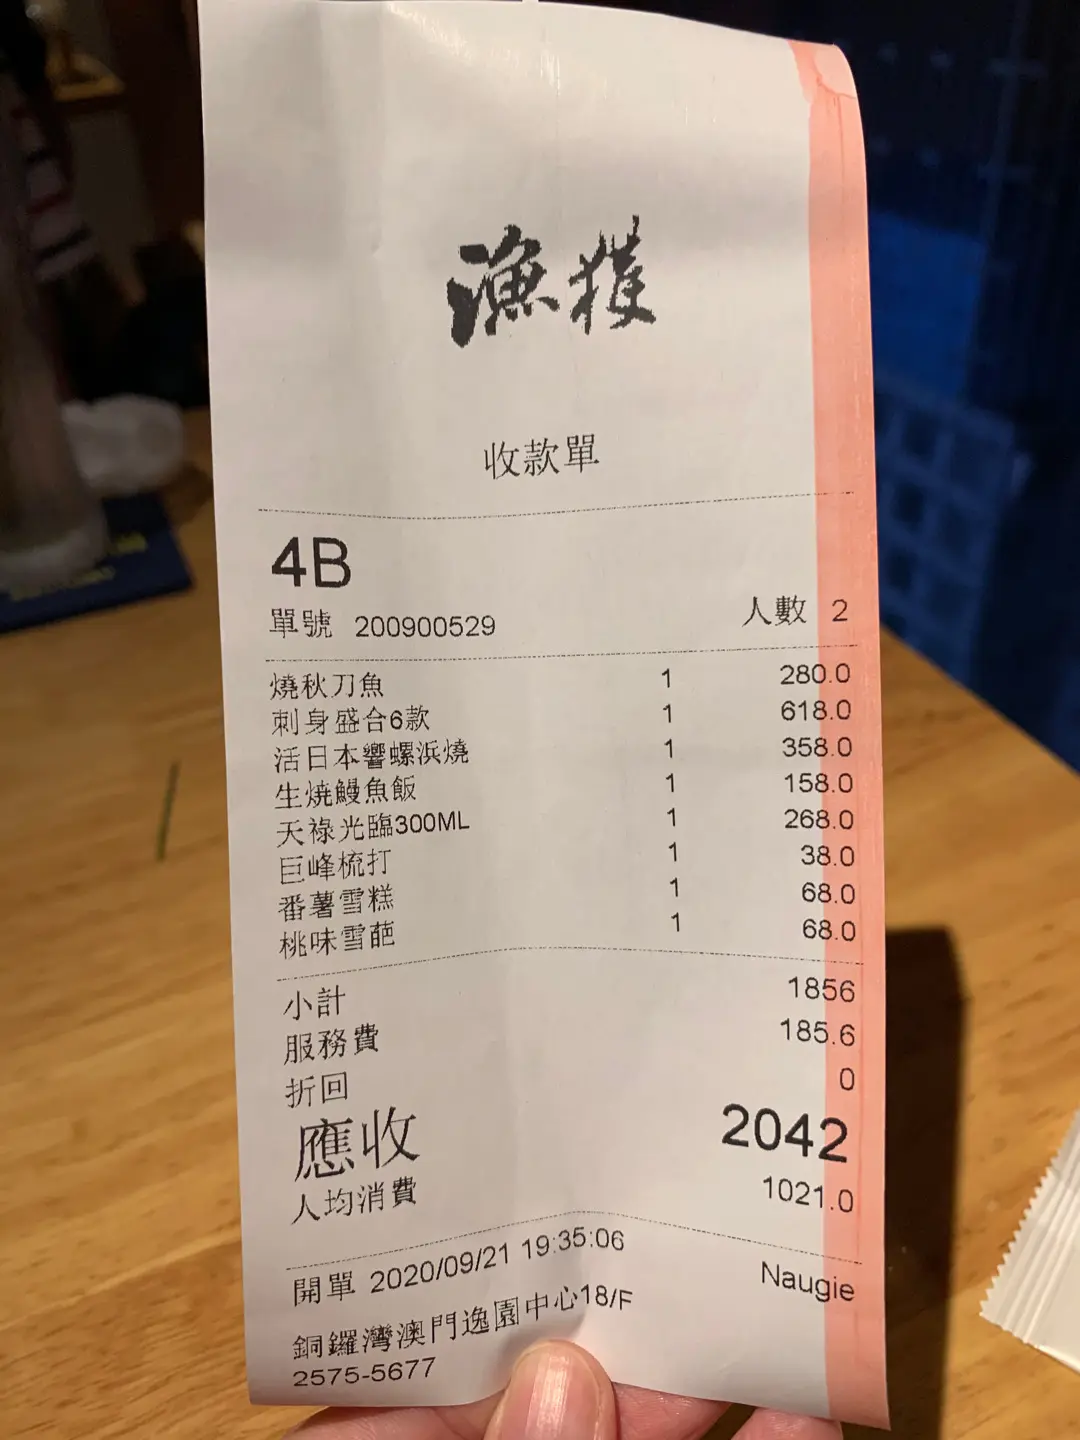 漁獲
收款單
4B
單號 200900529 人數 2
燒秋刀魚 1 280.0
刺身盛合6款 1 618.0
活日本響螺浜燒 1 358.0
生焼鰻魚飯 1 158.0
天祿光臨300ML 1 268.0
巨峰梳打 1 38.0
番薯雪糕 1 68.0
桃味雪葩 1 68.0
小計 1856
服務費 185.6
折回 0
應收 2042
人均消費 1021.0
開單 2020/09/21 19:35:06 Naugie
銅鑼灣澳門逸園中心18/F
2575-5677